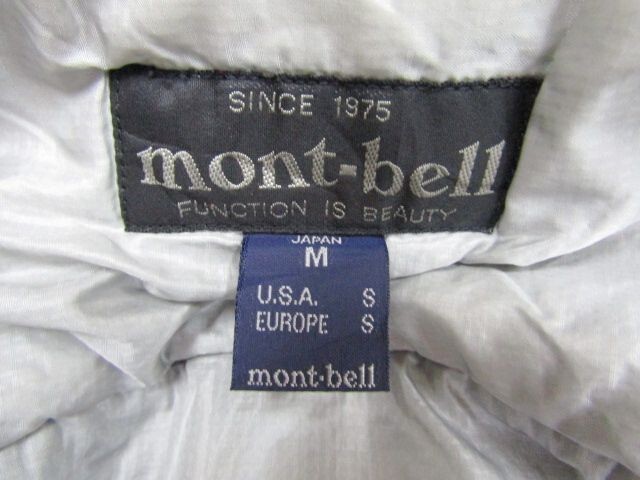 SINCE 1975
mont-bell
FUNCTION IS BEAUTY
JAPAN
M
U.S.A. S
EUROPE S
mont-bell